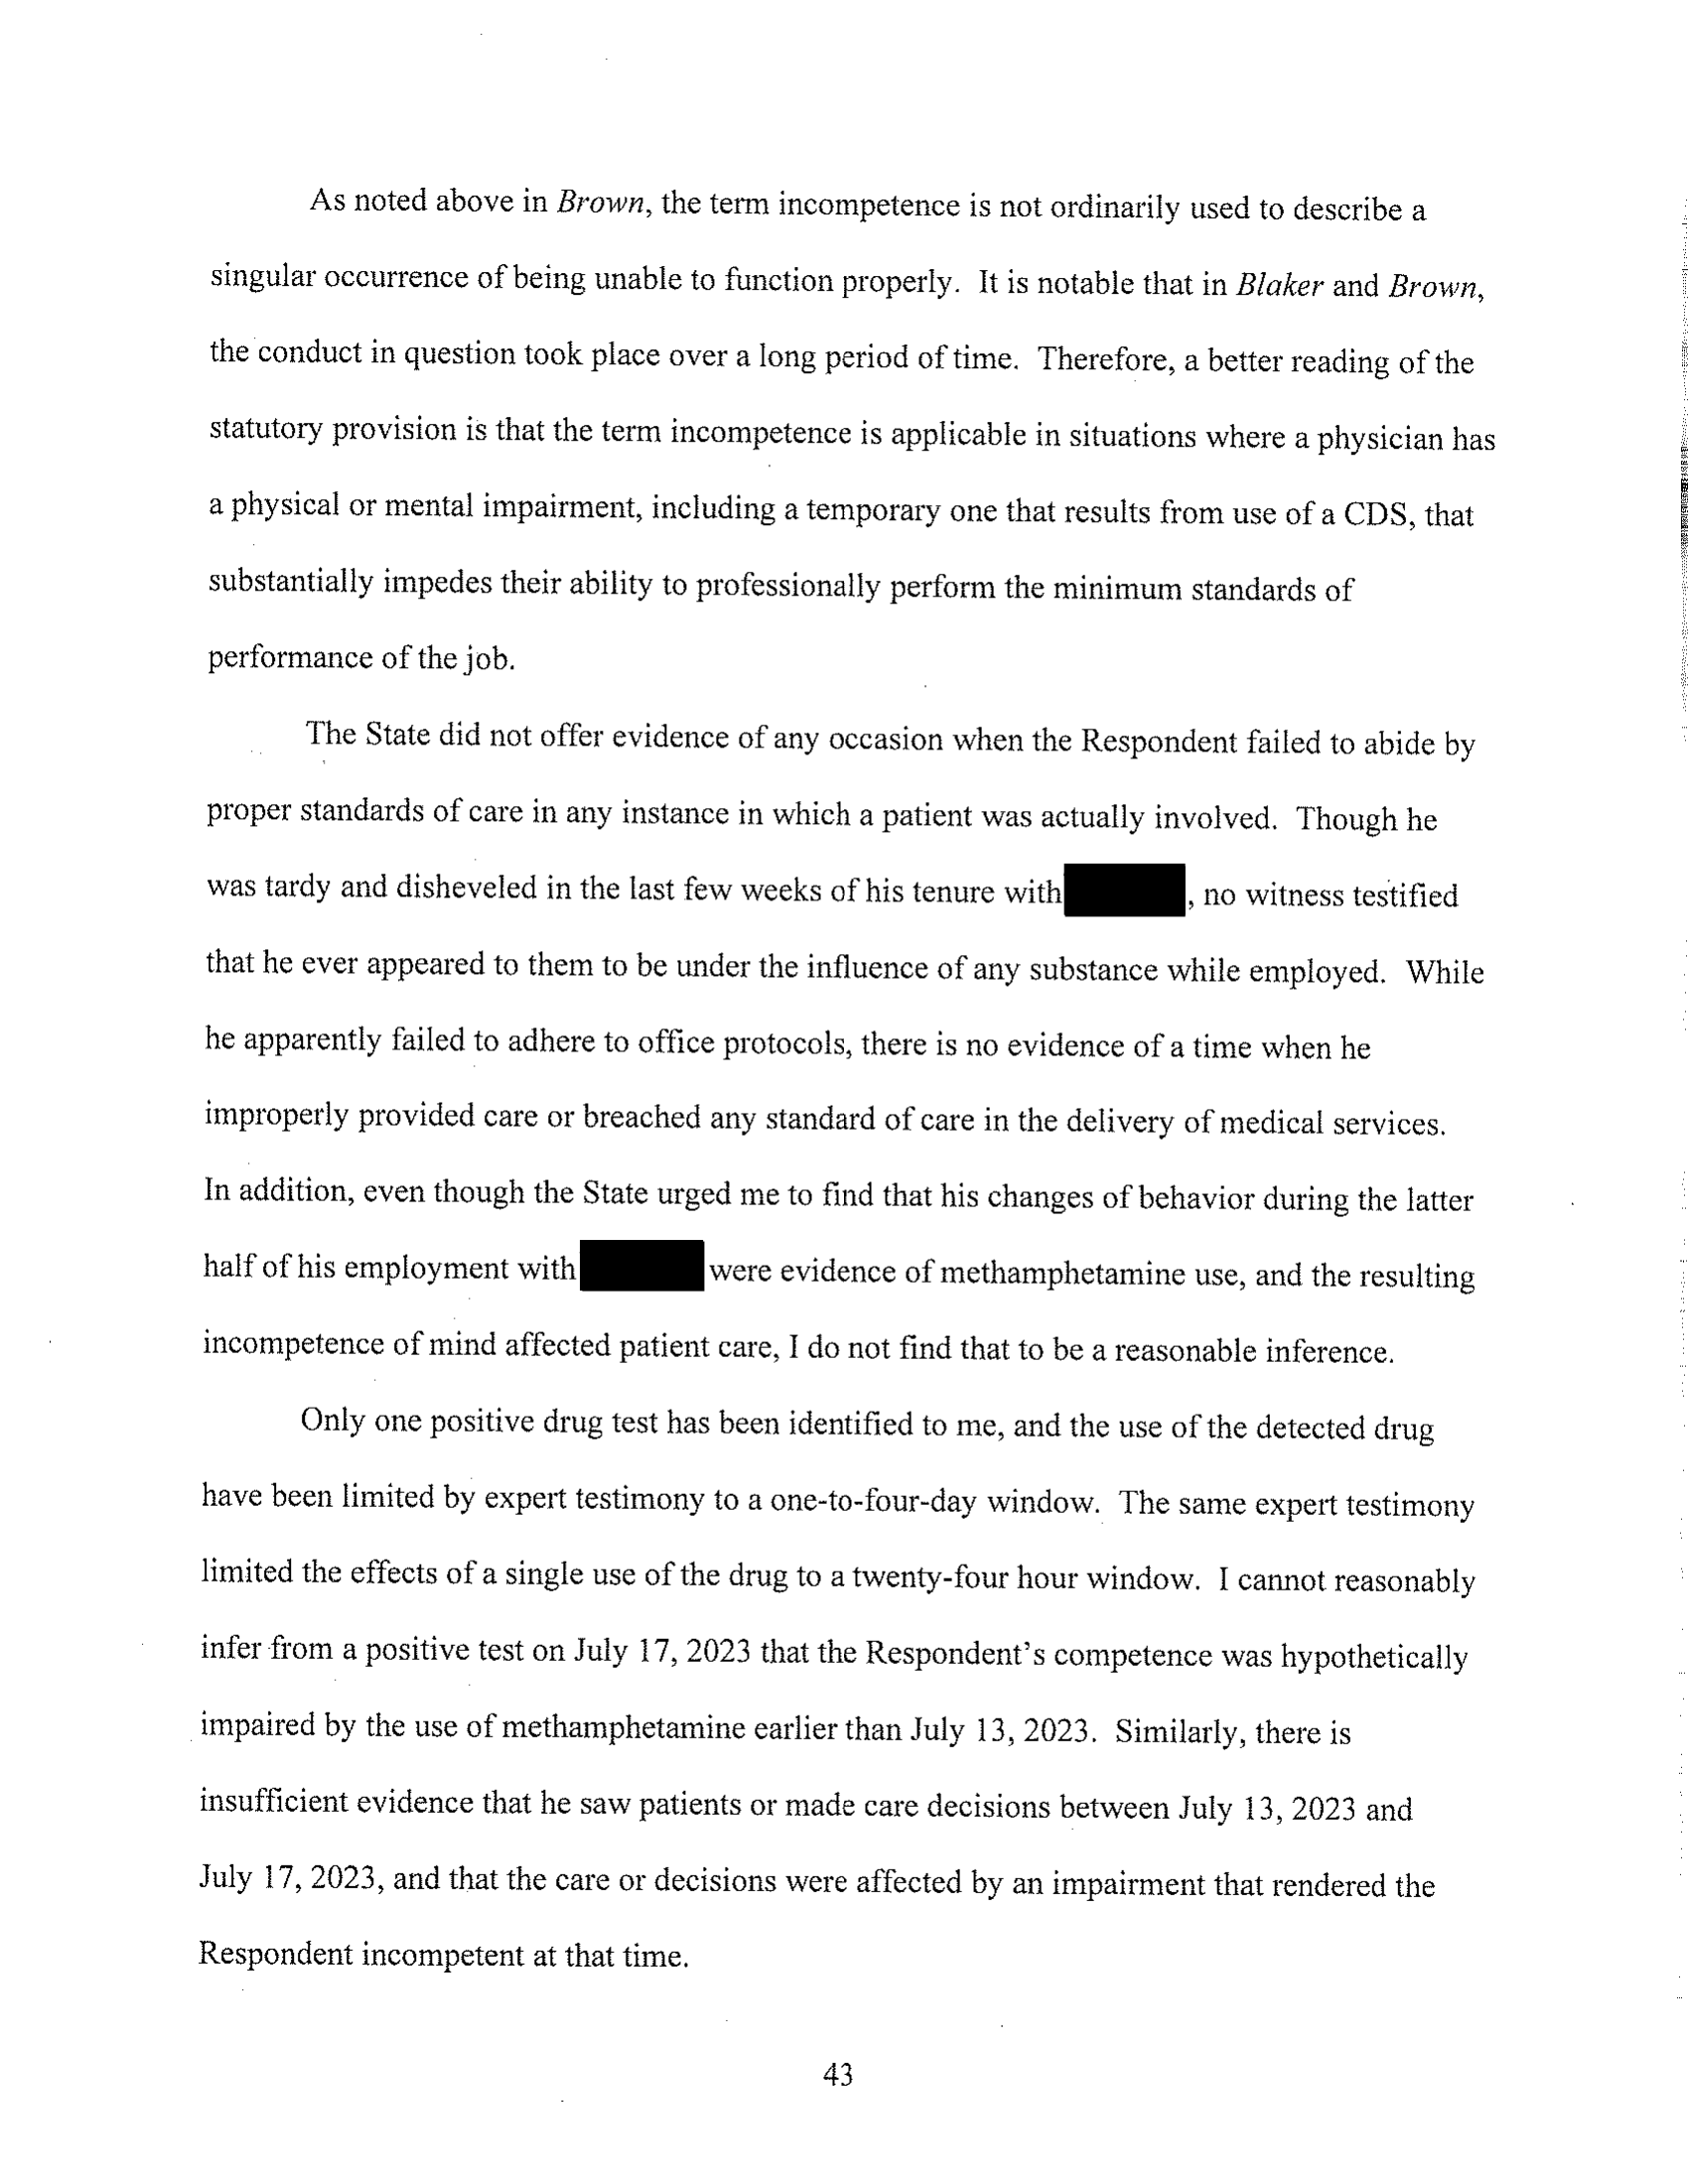 As noted above in Brown, the term incompetence is not ordinarily used to describe a
singular occurrence of being unable to function properly. It is notable that in Blaker and Brown,
the conduct in question took place over a long period of time. Therefore, a better reading of the
statutory provision is that the term incompetence is applicable in situations where a physician has
a physical or mental impairment, including a temporary one that results from use of a CDS, that
substantially impedes their ability to professionally perform the minimum standards of
performance of the job.
The State did not offer evidence of any occasion when the Respondent failed to abide by
proper standards of care in any instance in which a patient was actually involved. Though he
was tardy and disheveled in the last few weeks of his tenure with , no witness testified
that he ever appeared to them to be under the influence of any substance while employed. While
he apparently failed to adhere to office protocols, there is no evidence of a time when he
improperly provided care or breached any standard of care in the delivery of medical services.
In addition, even though the State urged me to find that his changes of behavior during the latter
half of his employment with were evidence of methamphetamine use, and the resulting
incompetence of mind affected patient care, I do not find that to be a reasonable inference.
Only one positive drug test has been identified to me, and the use of the detected drug
have been limited by expert testimony to a one-to-four-day window. The same expert testimony
limited the effects of a single use of the drug to a twenty-four hour window. I cannot reasonably
infer from a positive test on July 17, 2023 that the Respondent's competence was hypothetically
impaired by the use of methamphetamine earlier than July 13, 2023. Similarly, there is
insufficient evidence that he saw patients or made care decisions between July 13, 2023 and
July 17, 2023, and that the care or decisions were affected by an impairment that rendered the
Respondent incompetent at that time.
43